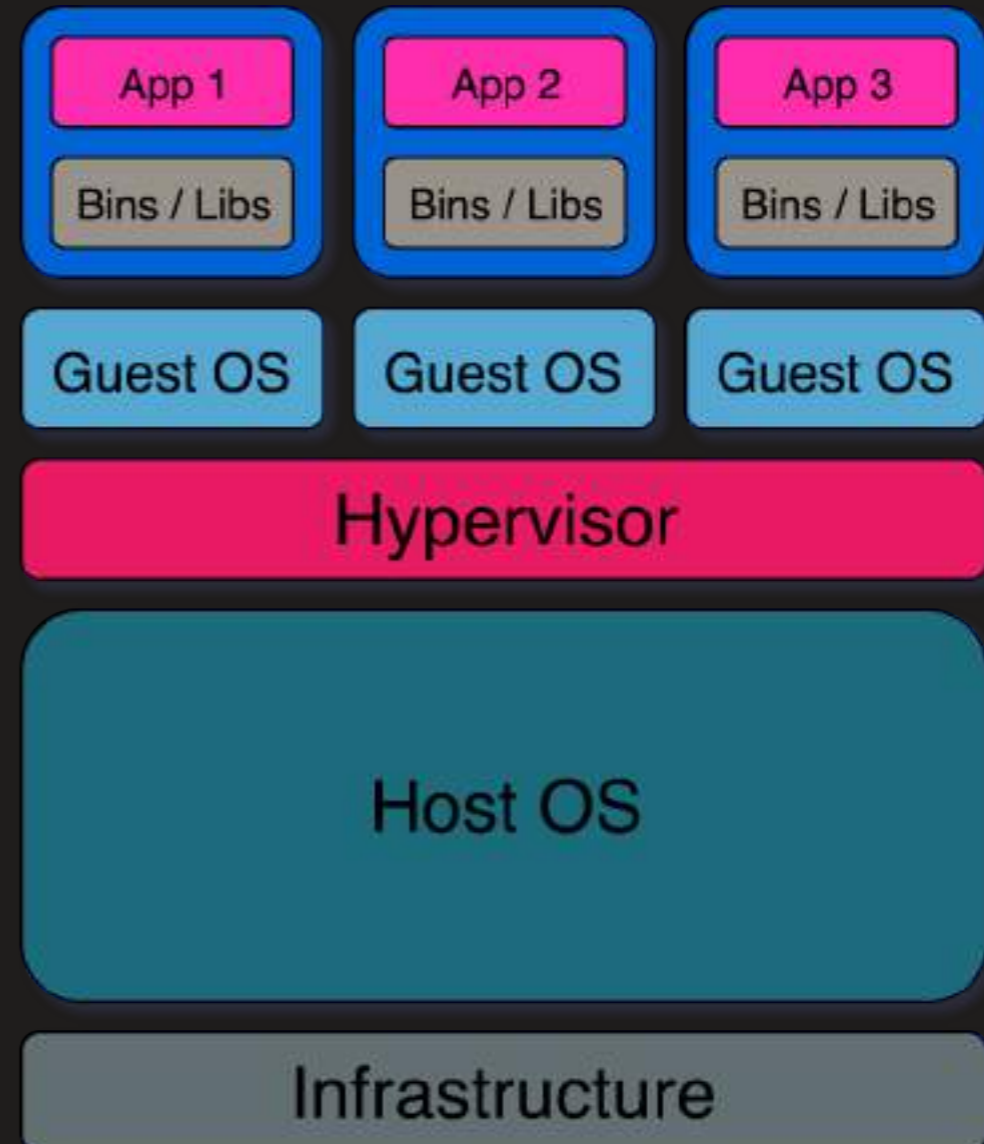 App 1 App 2 App 3
Bins / Libs Bins / Libs Bins / Libs
Guest OS Guest OS Guest OS
Hypervisor
Host OS
Infrastructure